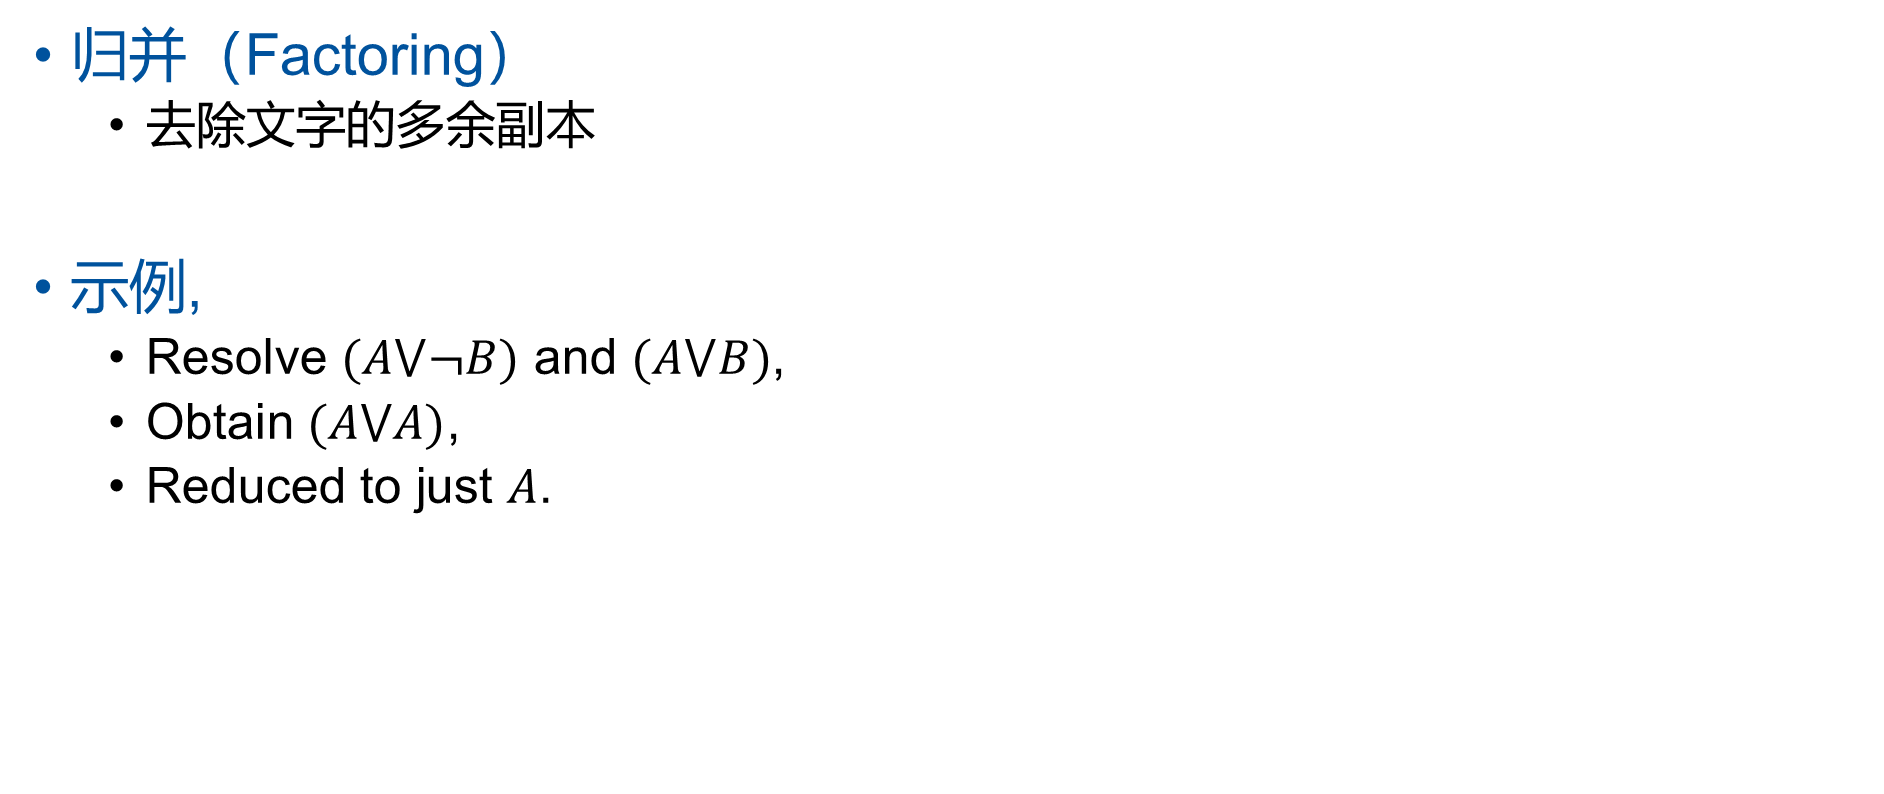 • 归并（Factoring）
• 去除文字的多余副本
• 示例,
• Resolve (A∨¬B) and (A∨B),
• Obtain (A∨A),
• Reduced to just A.